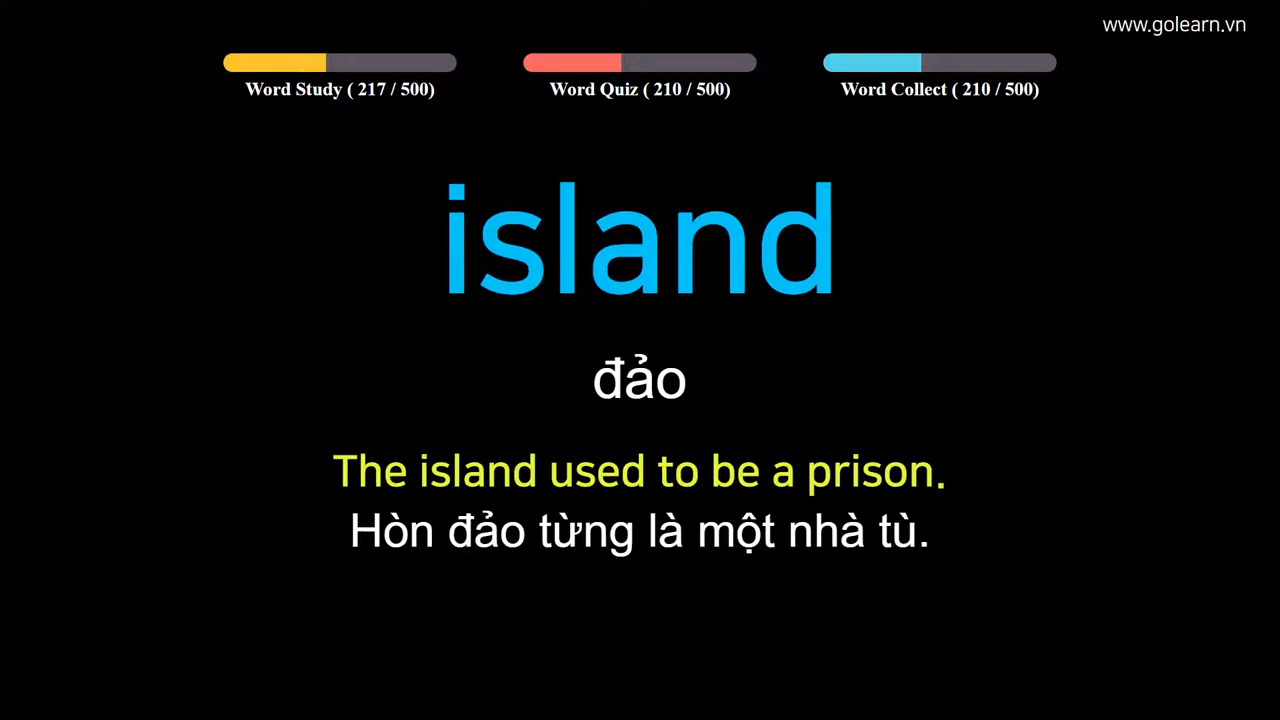 www.golearn.vn
Word Study ( 217 / 500)
Word Quiz ( 210 / 500)
Word Collect ( 210 / 500)
island
đảo
The island used to be a prison.
Hòn đảo từng là một nhà tù.